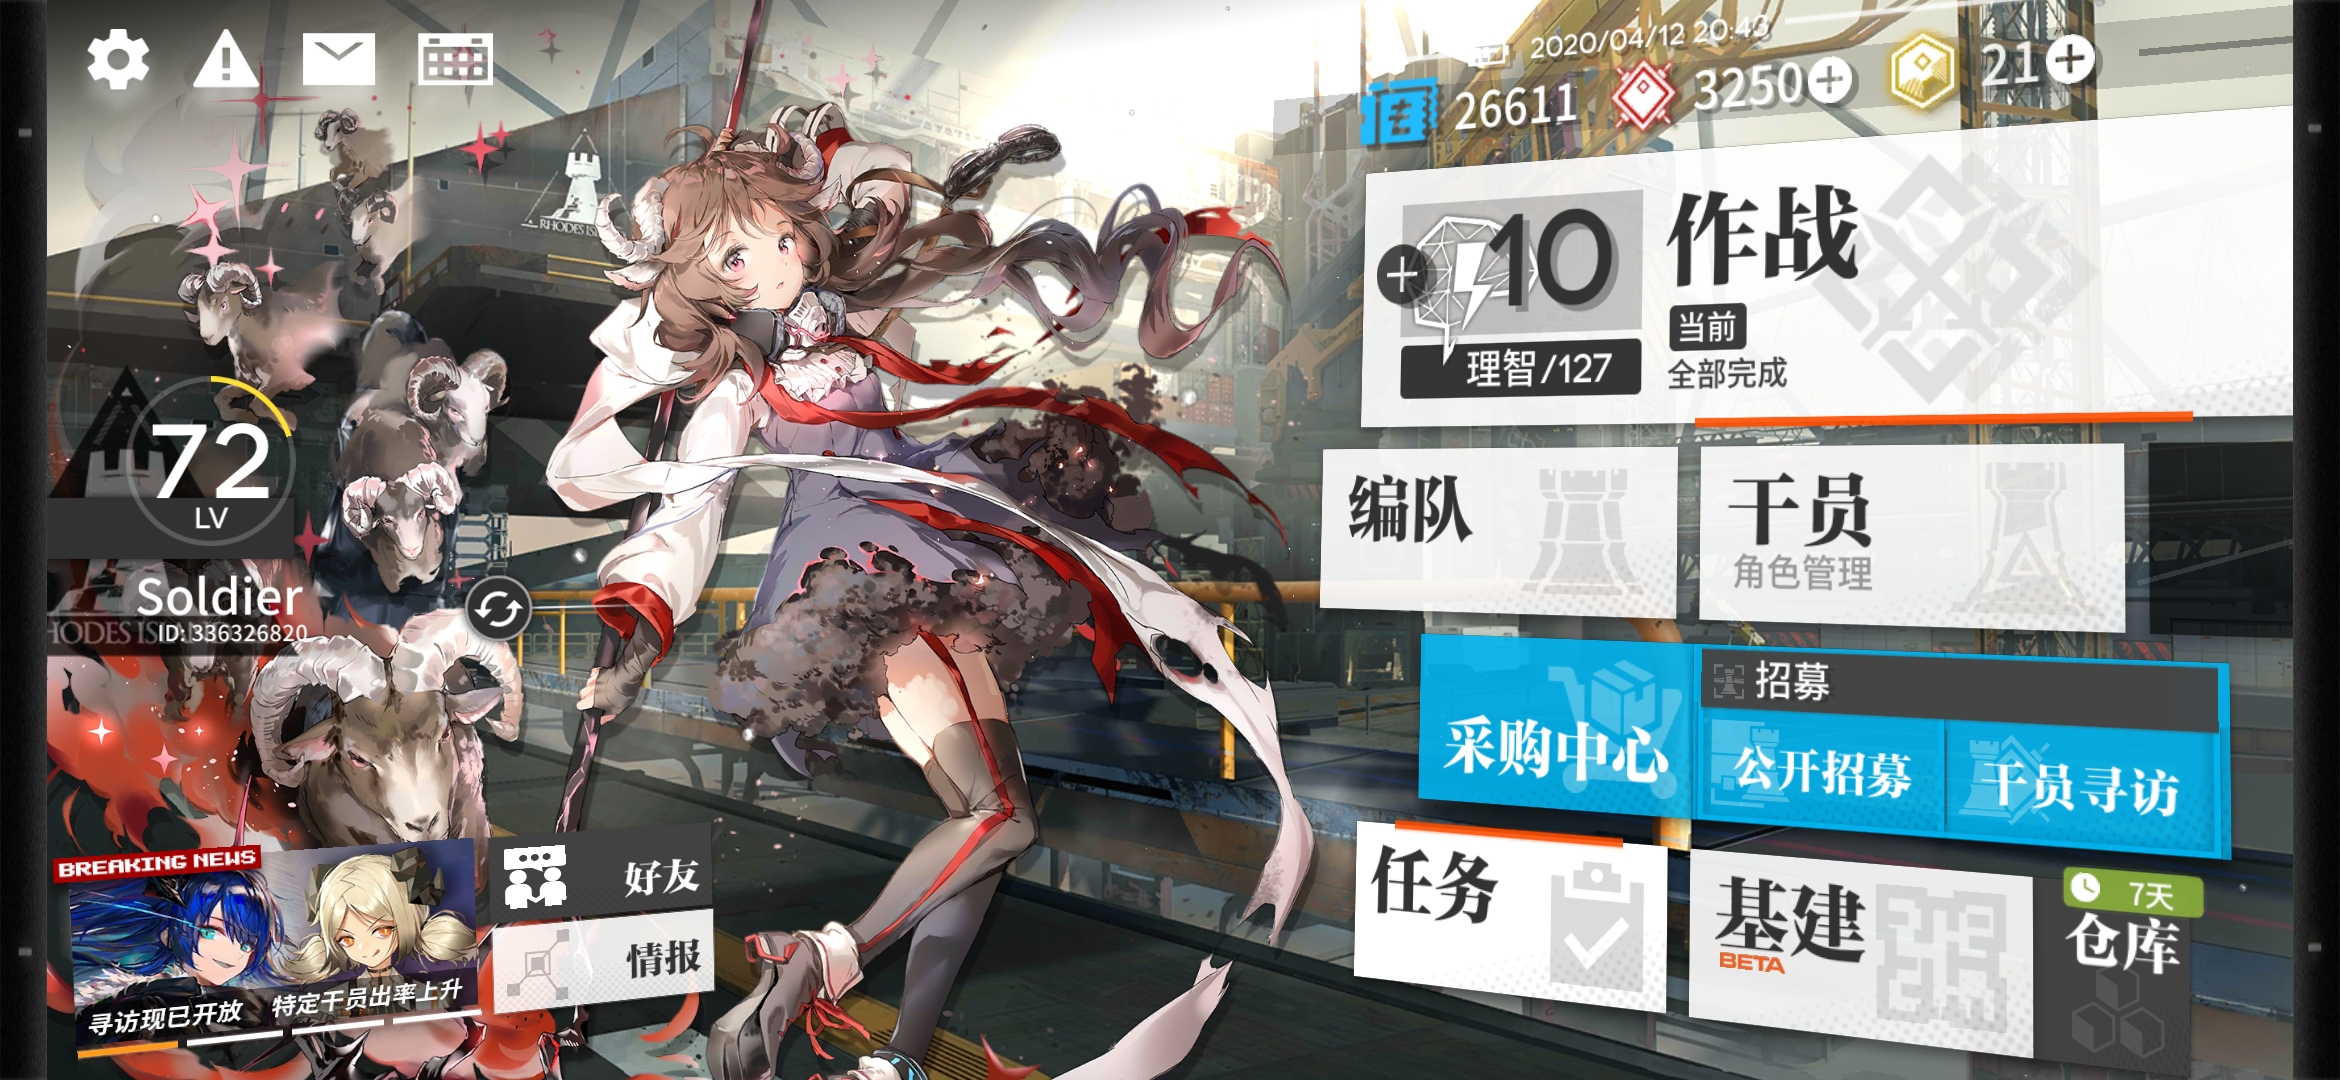 2020/04/12 20:43
26611
3250
21
10
理智/127
作战
当前
全部完成
RHODES IS
72
LV
编队
干员
角色管理
Soldier
ID: 336326820
HODES IS
采购中心
招募
公开招募
干员寻访
BREAKING NEWS
寻访现已开放
特定干员出率上升
好友
情报
任务
基建
BETA
7天
仓库